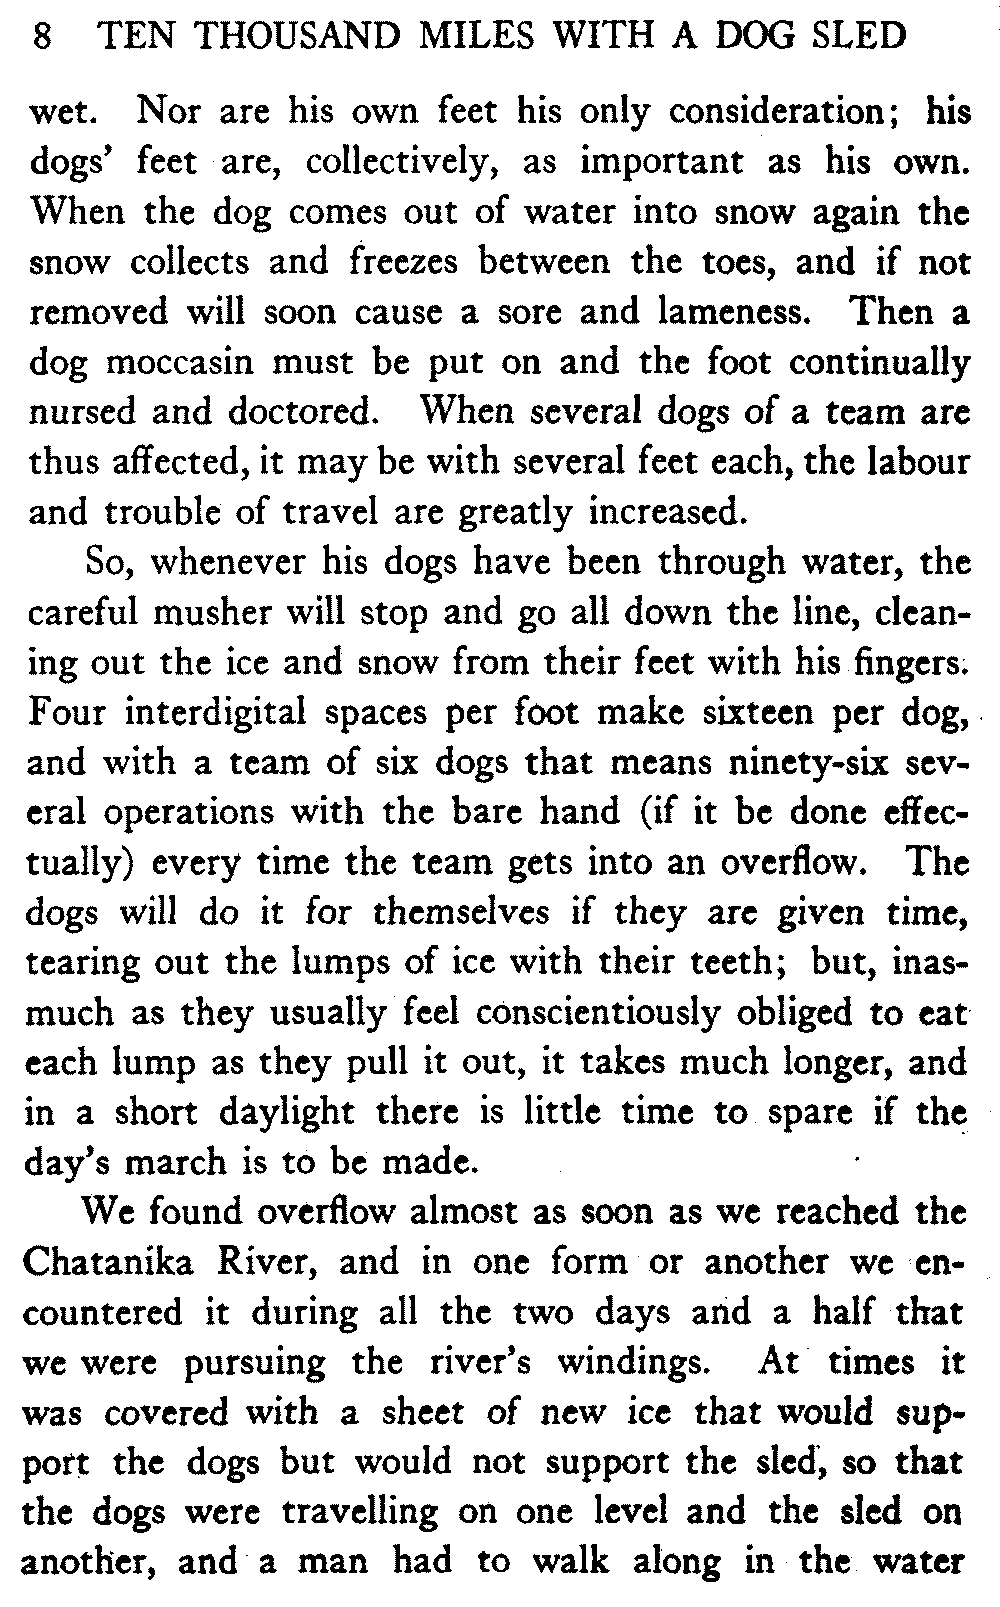 8 TEN THOUSAND MILES WITH A DOG SLED
wet. Nor are his own feet his only consideration; his
dogs' feet are, collectively, as important as his own.
When the dog comes out of water into snow again the
snow collects and freezes between the toes, and if not
removed will soon cause a sore and lameness. Then a
dog moccasin must be put on and the foot continually
nursed and doctored. When several dogs of a team are
thus affected, it may be with several feet each, the labour
and trouble of travel are greatly increased.
So, whenever his dogs have been through water, the
careful musher will stop and go all down the line, clean-
ing out the ice and snow from their feet with his fingers.
Four interdigital spaces per foot make sixteen per dog,
and with a team of six dogs that means ninety-six sev-
eral operations with the bare hand (if it be done effec-
tually) every time the team gets into an overflow. The
dogs will do it for themselves if they are given time,
tearing out the lumps of ice with their teeth; but, inas-
much as they usually feel conscientiously obliged to eat
each lump as they pull it out, it takes much longer, and
in a short daylight there is little time to spare if the
day's march is to be made.
We found overflow almost as soon as we reached the
Chatanika River, and in one form or another we en-
countered it during all the two days and a half that
we were pursuing the river's windings. At times it
was covered with a sheet of new ice that would sup-
port the dogs but would not support the sled, so that
the dogs were travelling on one level and the sled on
another, and a man had to walk along in the water